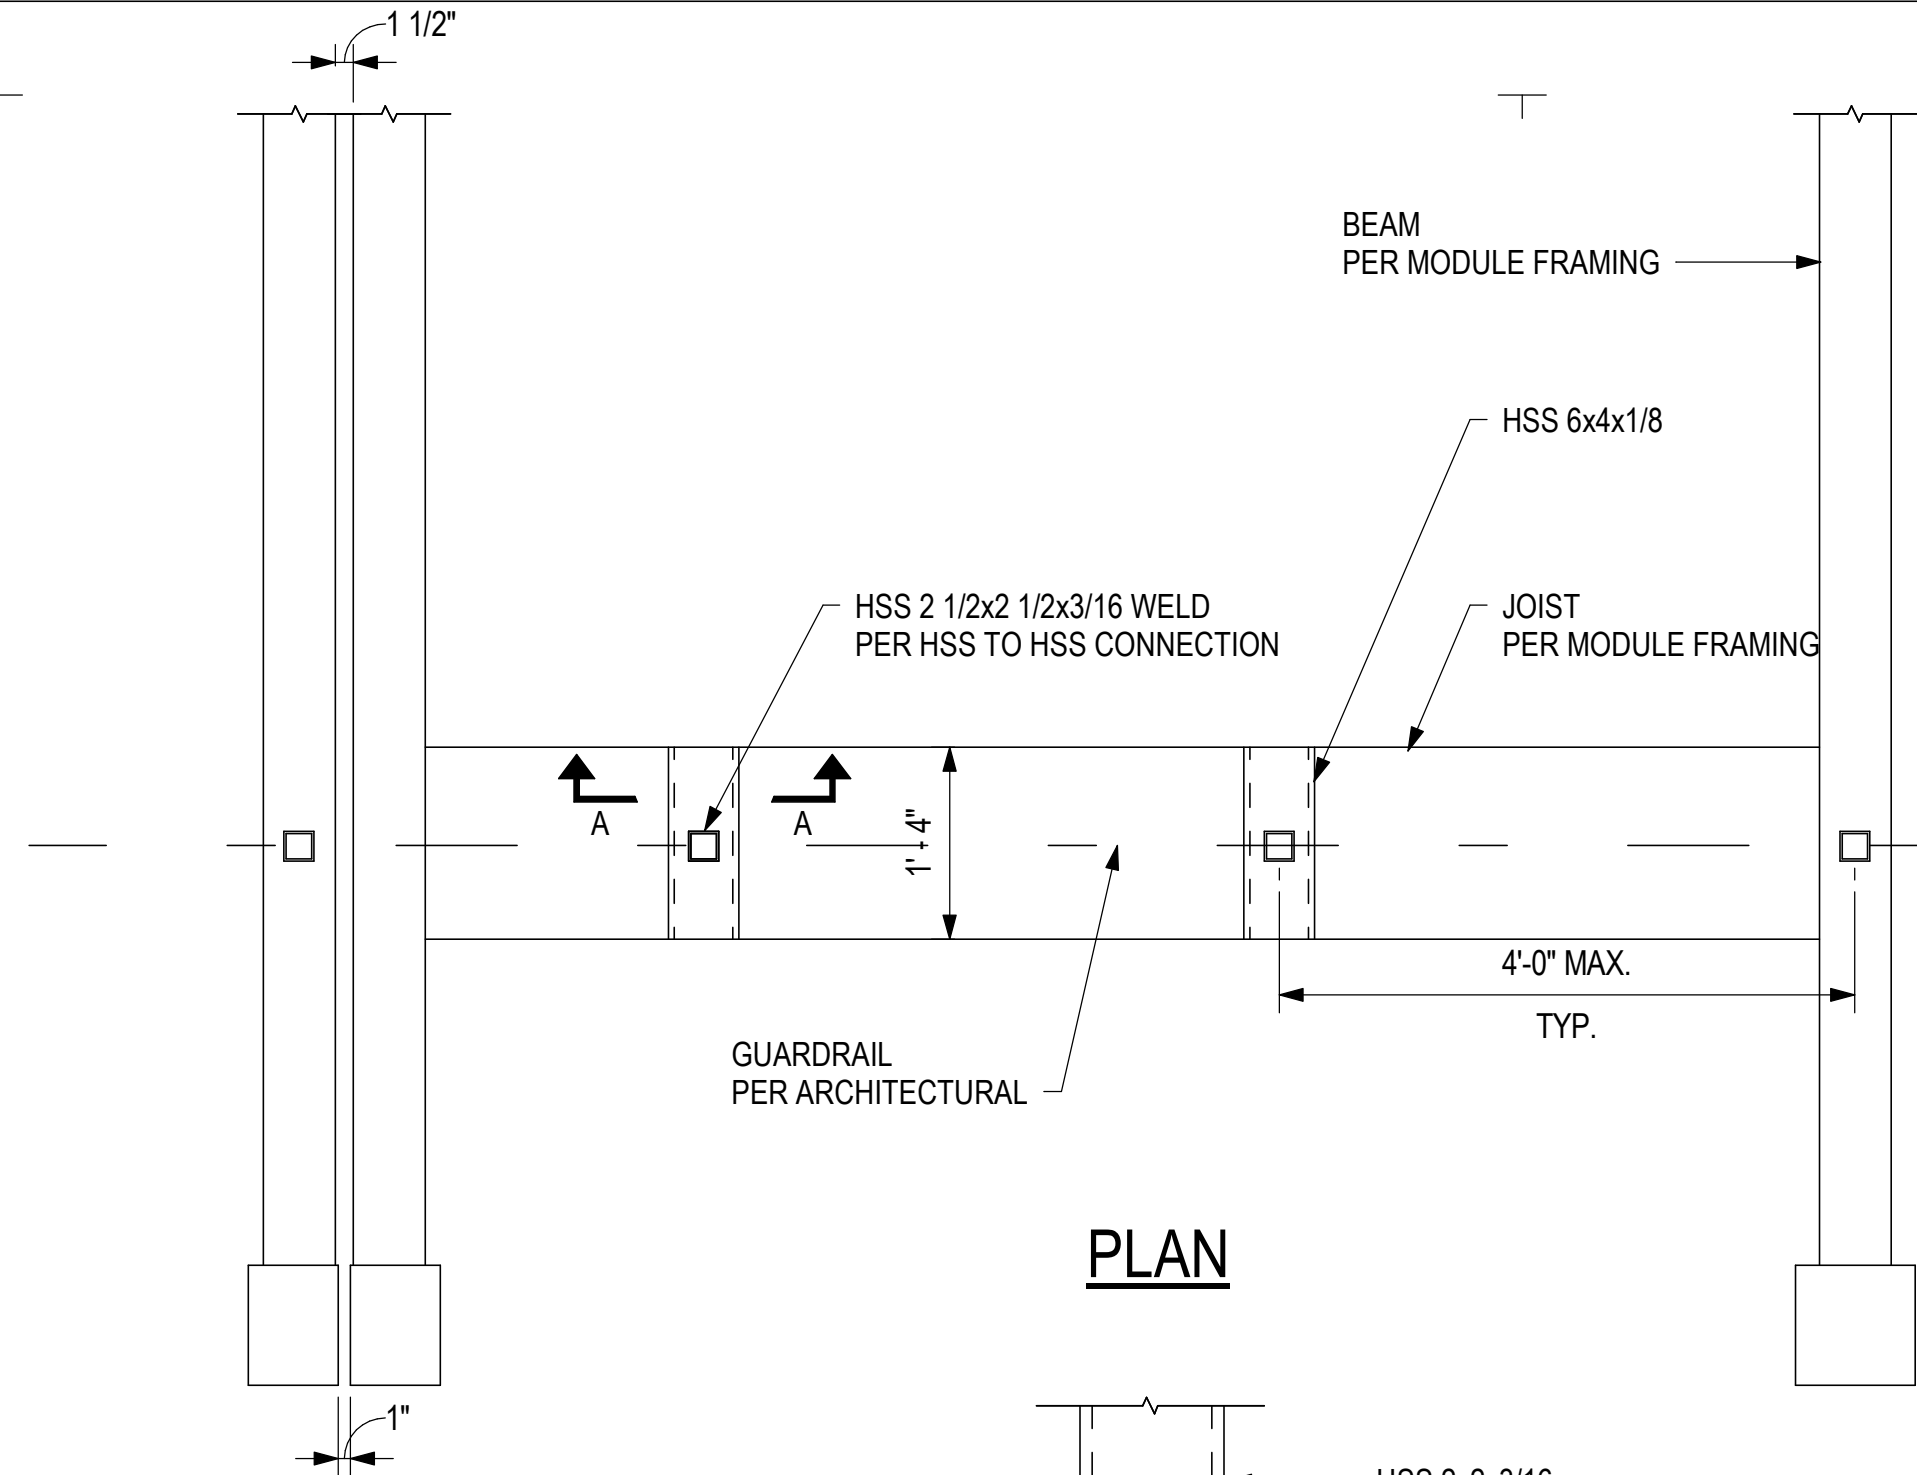 1 1/2"
BEAM
PER MODULE FRAMING
HSS 6x4x1/8
HSS 2 1/2x2 1/2x3/16 WELD
PER HSS TO HSS CONNECTION
JOIST
PER MODULE FRAMING
A
A
1' - 4"
4'-0" MAX.
TYP.
GUARDRAIL
PER ARCHITECTURAL
PLAN
1"